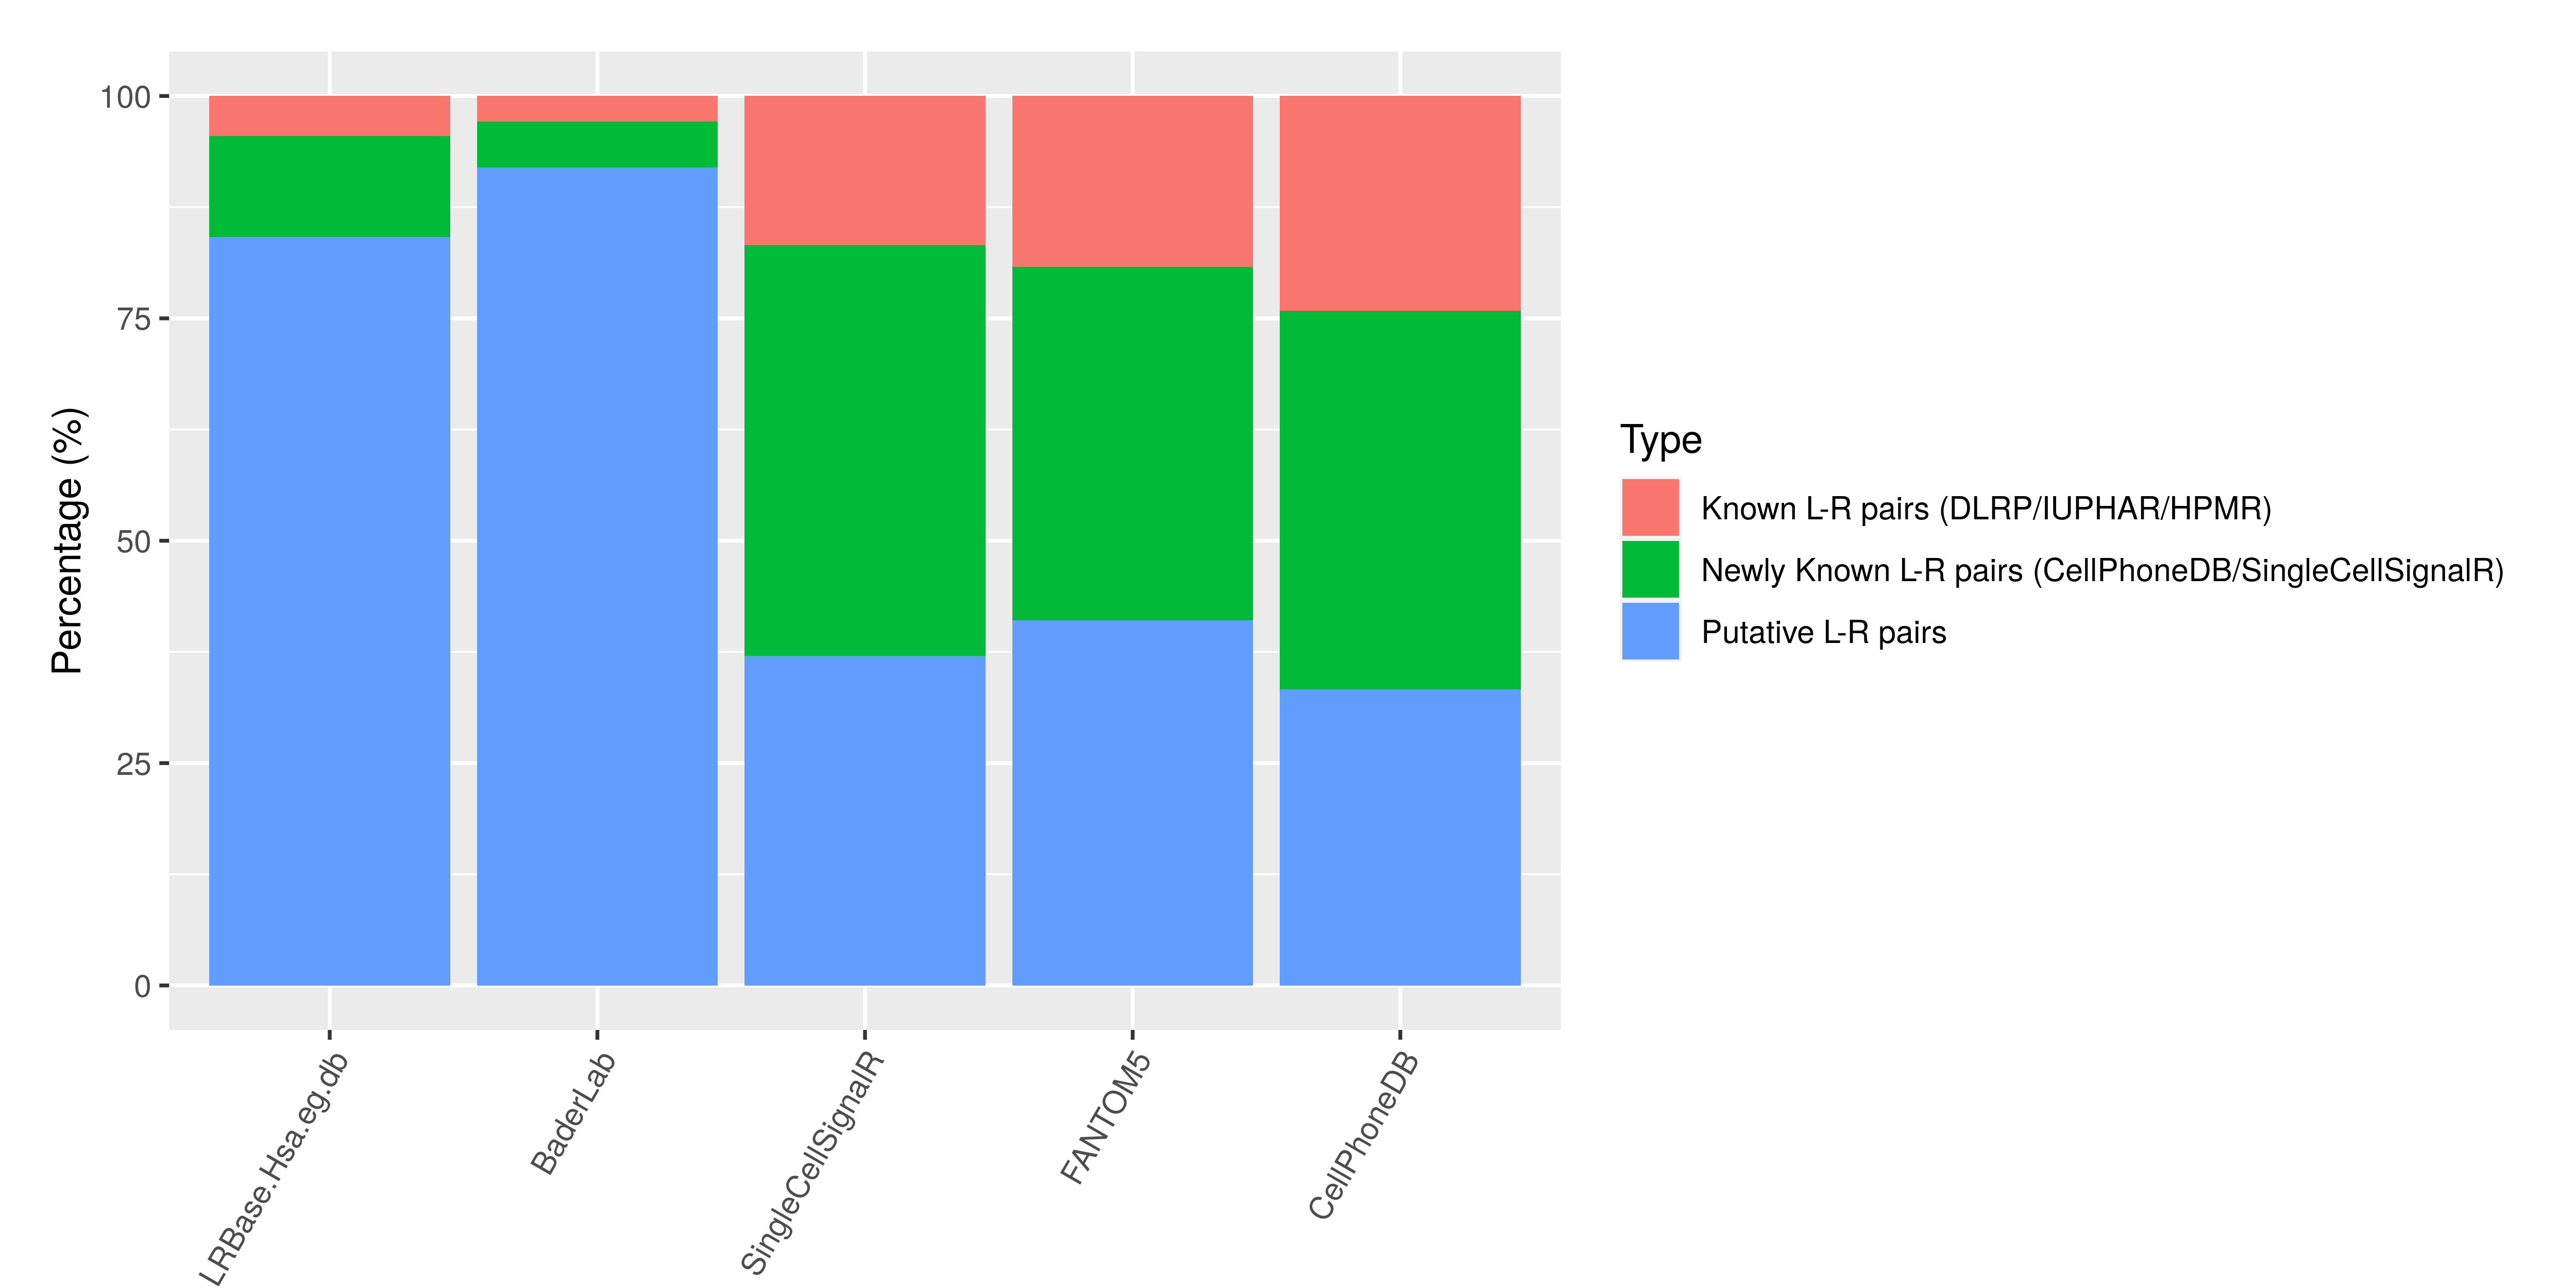 Percentage (%)
100
75
50
25
0
LRBase.Hsa.eg.db
BaderLab
SingleCellSignalR
FANTOM5
CellPhoneDB
Type
Known L-R pairs (DLRP/IUPHAR/HPMR)
Newly Known L-R pairs (CellPhoneDB/SingleCellSignalR)
Putative L-R pairs